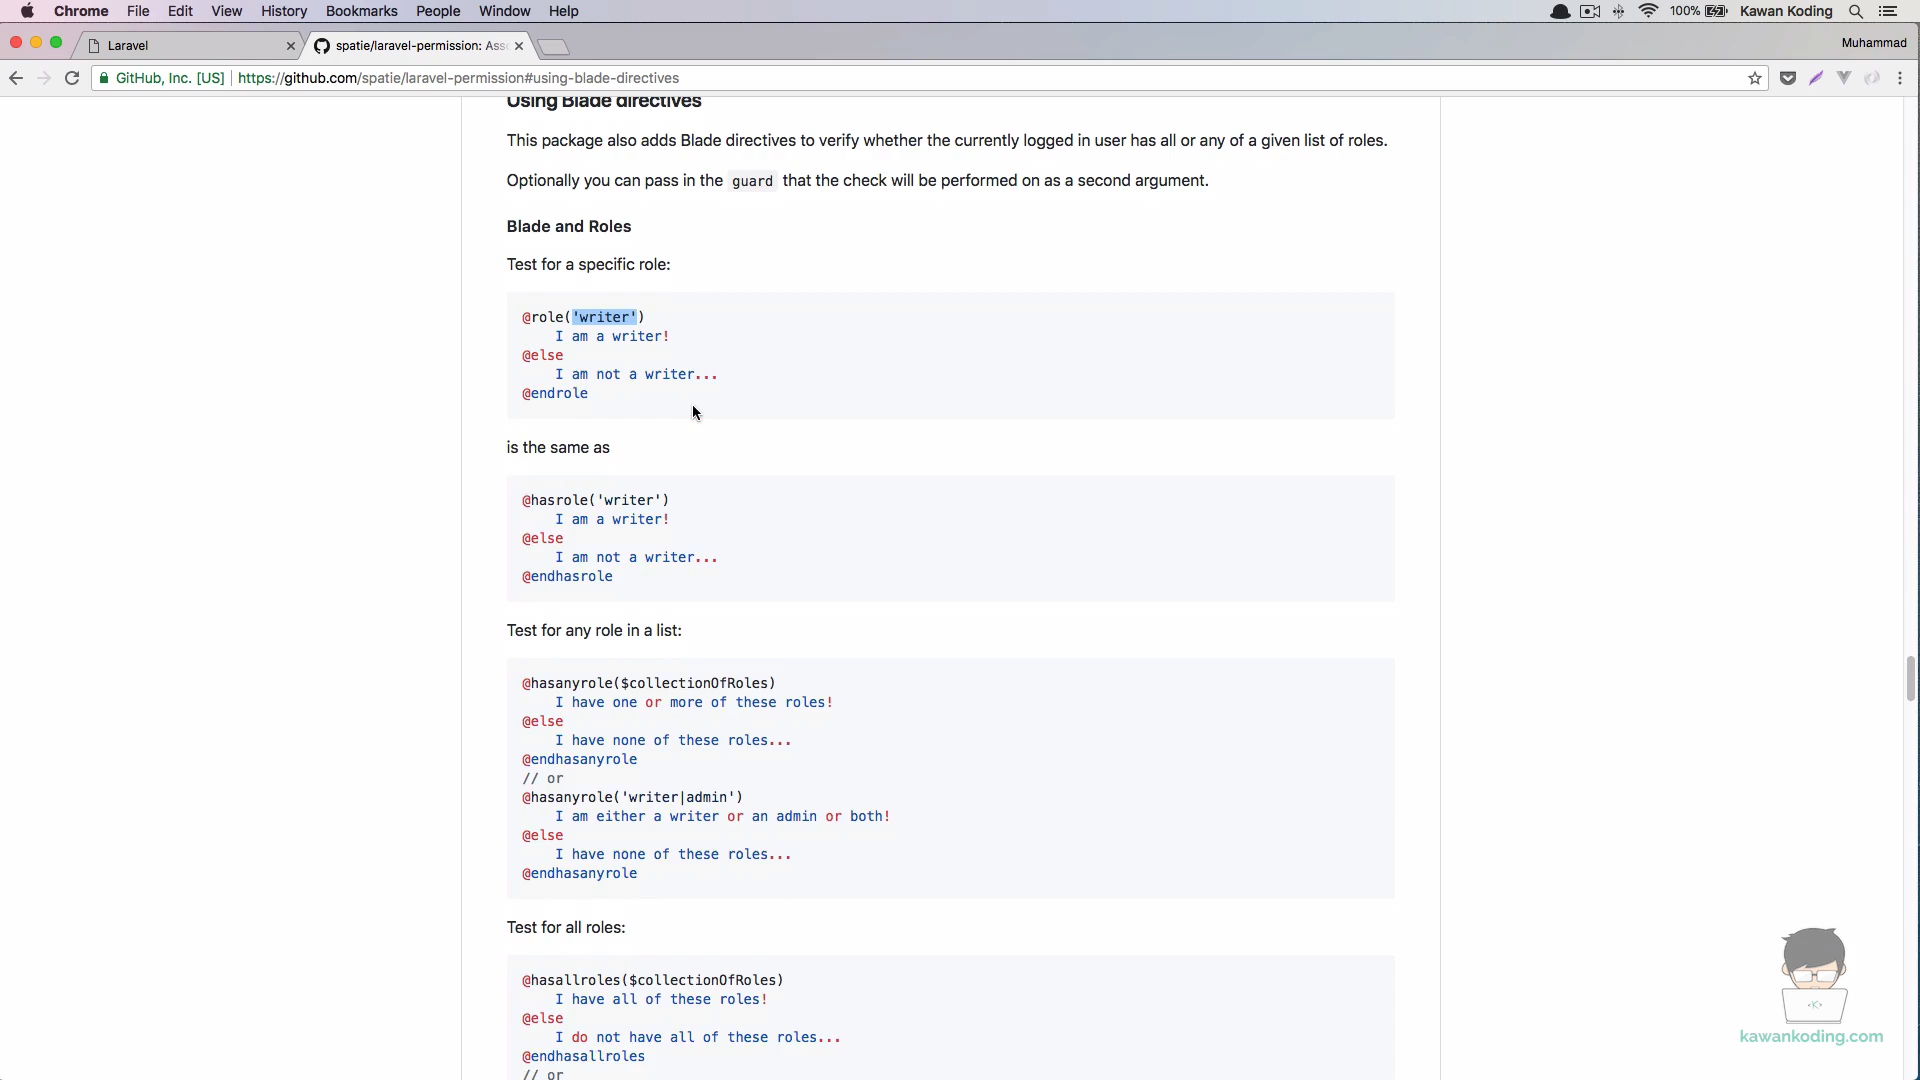 Chrome File Edit View History Bookmarks People Window Help 100% Kawan Koding
Laravel
spatie/laravel-permission: Ass
Muhammad
GitHub, Inc. [US] https://github.com/spatie/laravel-permission#using-blade-directives
Using Blade directives
This package also adds Blade directives to verify whether the currently logged in user has all or any of a given list of roles.
Optionally you can pass in the guard that the check will be performed on as a second argument.
Blade and Roles
Test for a specific role:
@role('writer')
I am a writer!
@else
I am not a writer...
@endrole
is the same as
@hasrole('writer')
I am a writer!
@else
I am not a writer...
@endhasrole
Test for any role in a list:
@hasanyrole($collectionOfRoles)
I have one or more of these roles!
@else
I have none of these roles...
@endhasanyrole
// or
@hasanyrole('writer|admin')
I am either a writer or an admin or both!
@else
I have none of these roles...
@endhasanyrole
Test for all roles:
@hasallroles($collectionOfRoles)
I have all of these roles!
@else
I do not have all of these roles...
@endhasallroles
// or
<K>
kawankoding.com